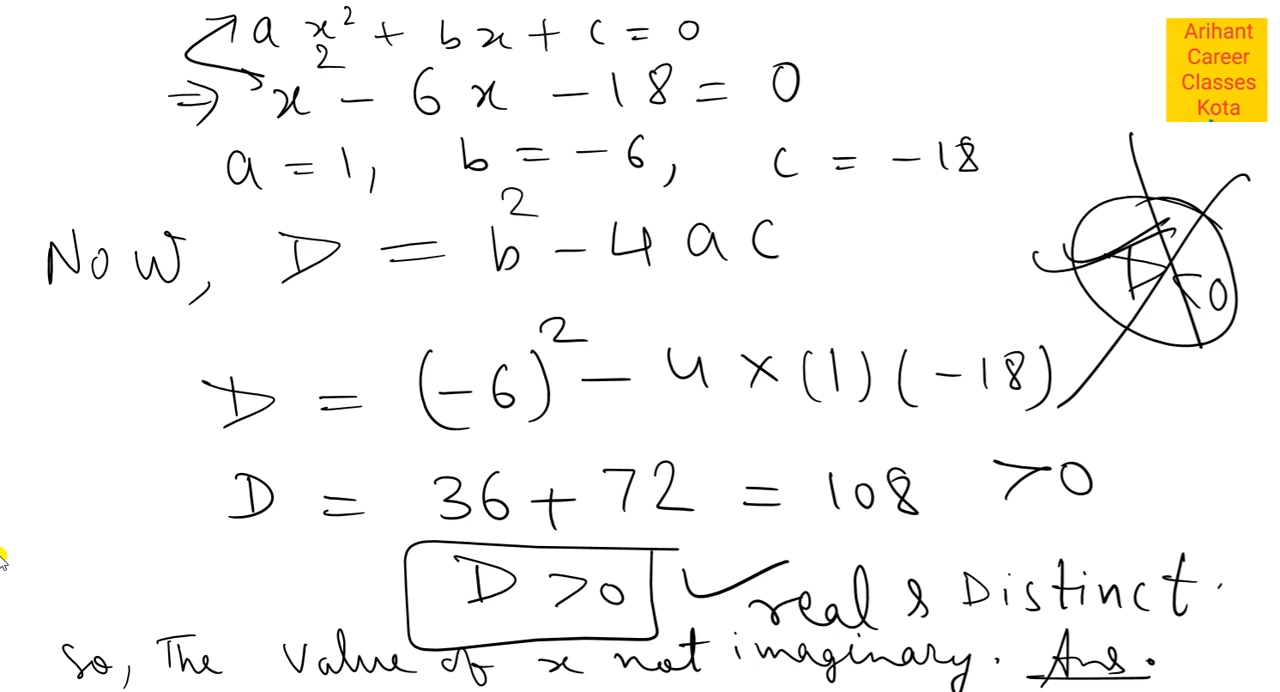 ax² + bx + c = 0
⇒ x² - 6x - 18 = 0
a = 1, b = -6, c = -18
Now, D = b² - 4ac
D = (-6)² - 4 × (1)(-18)
D < 0
D = 36 + 72 = 108 > 0
D > 0 ✓ real & Distinct.
So, The value of x not imaginary. Ans.
Arihant
Career
Classes
Kota